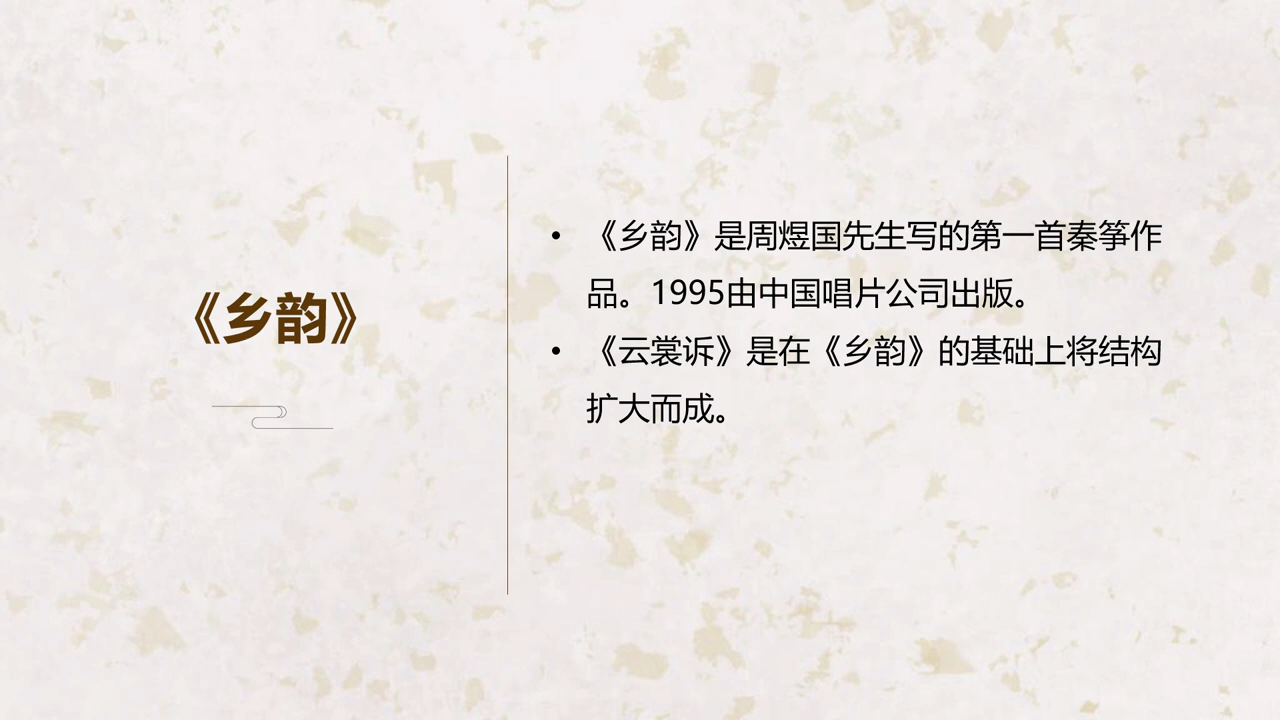 《乡韵》
• 《乡韵》是周煜国先生写的第一首秦筝作
品。1995由中国唱片公司出版。
• 《云裳诉》是在《乡韵》的基础上将结构
扩大而成。